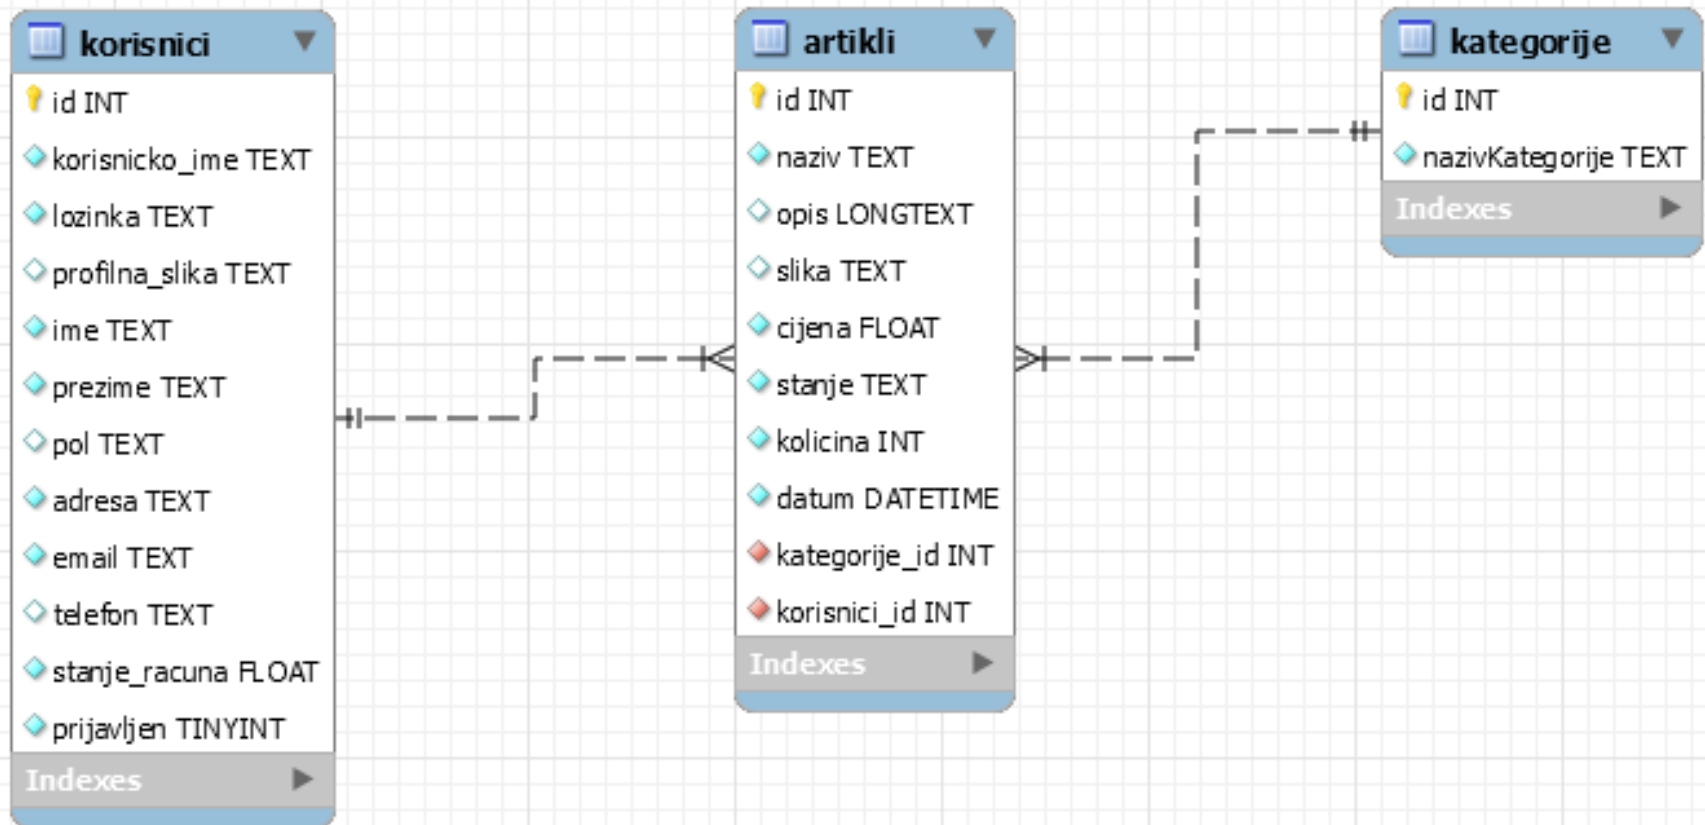 korisnici
id INT
korisnicko_ime TEXT
lozinka TEXT
profilna_slika TEXT
ime TEXT
prezime TEXT
pol TEXT
adresa TEXT
email TEXT
telefon TEXT
stanje_racuna FLOAT
prijavljen TINYINT
Indexes
artikli
id INT
naziv TEXT
opis LONGTEXT
slika TEXT
cijena FLOAT
stanje TEXT
kolicina INT
datum DATETIME
kategorije_id INT
korisnici_id INT
Indexes
kategorije
id INT
nazivKategorije TEXT
Indexes